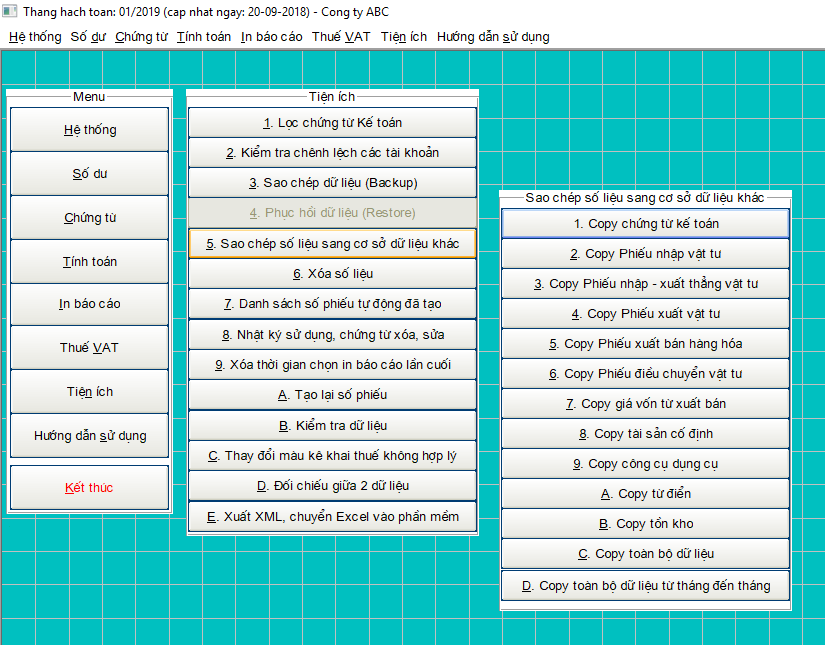 Thang hach toan: 01/2019 (cap nhat ngay: 20-09-2018) - Cong ty ABC
Hệ thống Số dư Chứng từ Tính toán In báo cáo Thuế VAT Tiện ích Hướng dẫn sử dụng
Menu
Hệ thống
Số dư
Chứng từ
Tính toán
In báo cáo
Thuế VAT
Tiện ích
Hướng dẫn sử dụng
Kết thúc
Tiện ích
1. Lọc chứng từ Kế toán
2. Kiểm tra chênh lệch các tài khoản
3. Sao chép dữ liệu (Backup)
4. Phục hồi dữ liệu (Restore)
5. Sao chép số liệu sang cơ sở dữ liệu khác
6. Xóa số liệu
7. Danh sách số phiếu tự động đã tạo
8. Nhật ký sử dụng, chứng từ xóa, sửa
9. Xóa thời gian chọn in báo cáo lần cuối
A. Tạo lại số phiếu
B. Kiểm tra dữ liệu
C. Thay đổi màu kê khai thuế không hợp lý
D. Đối chiếu giữa 2 dữ liệu
E. Xuất XML, chuyển Excel vào phần mềm
Sao chép số liệu sang cơ sở dữ liệu khác
1. Copy chứng từ kế toán
2. Copy Phiếu nhập vật tư
3. Copy Phiếu nhập - xuất thẳng vật tư
4. Copy Phiếu xuất vật tư
5. Copy Phiếu xuất bán hàng hóa
6. Copy Phiếu điều chuyển vật tư
7. Copy giá vốn từ xuất bán
8. Copy tài sản cố định
9. Copy công cụ dụng cụ
A. Copy từ điển
B. Copy tồn kho
C. Copy toàn bộ dữ liệu
D. Copy toàn bộ dữ liệu từ tháng đến tháng